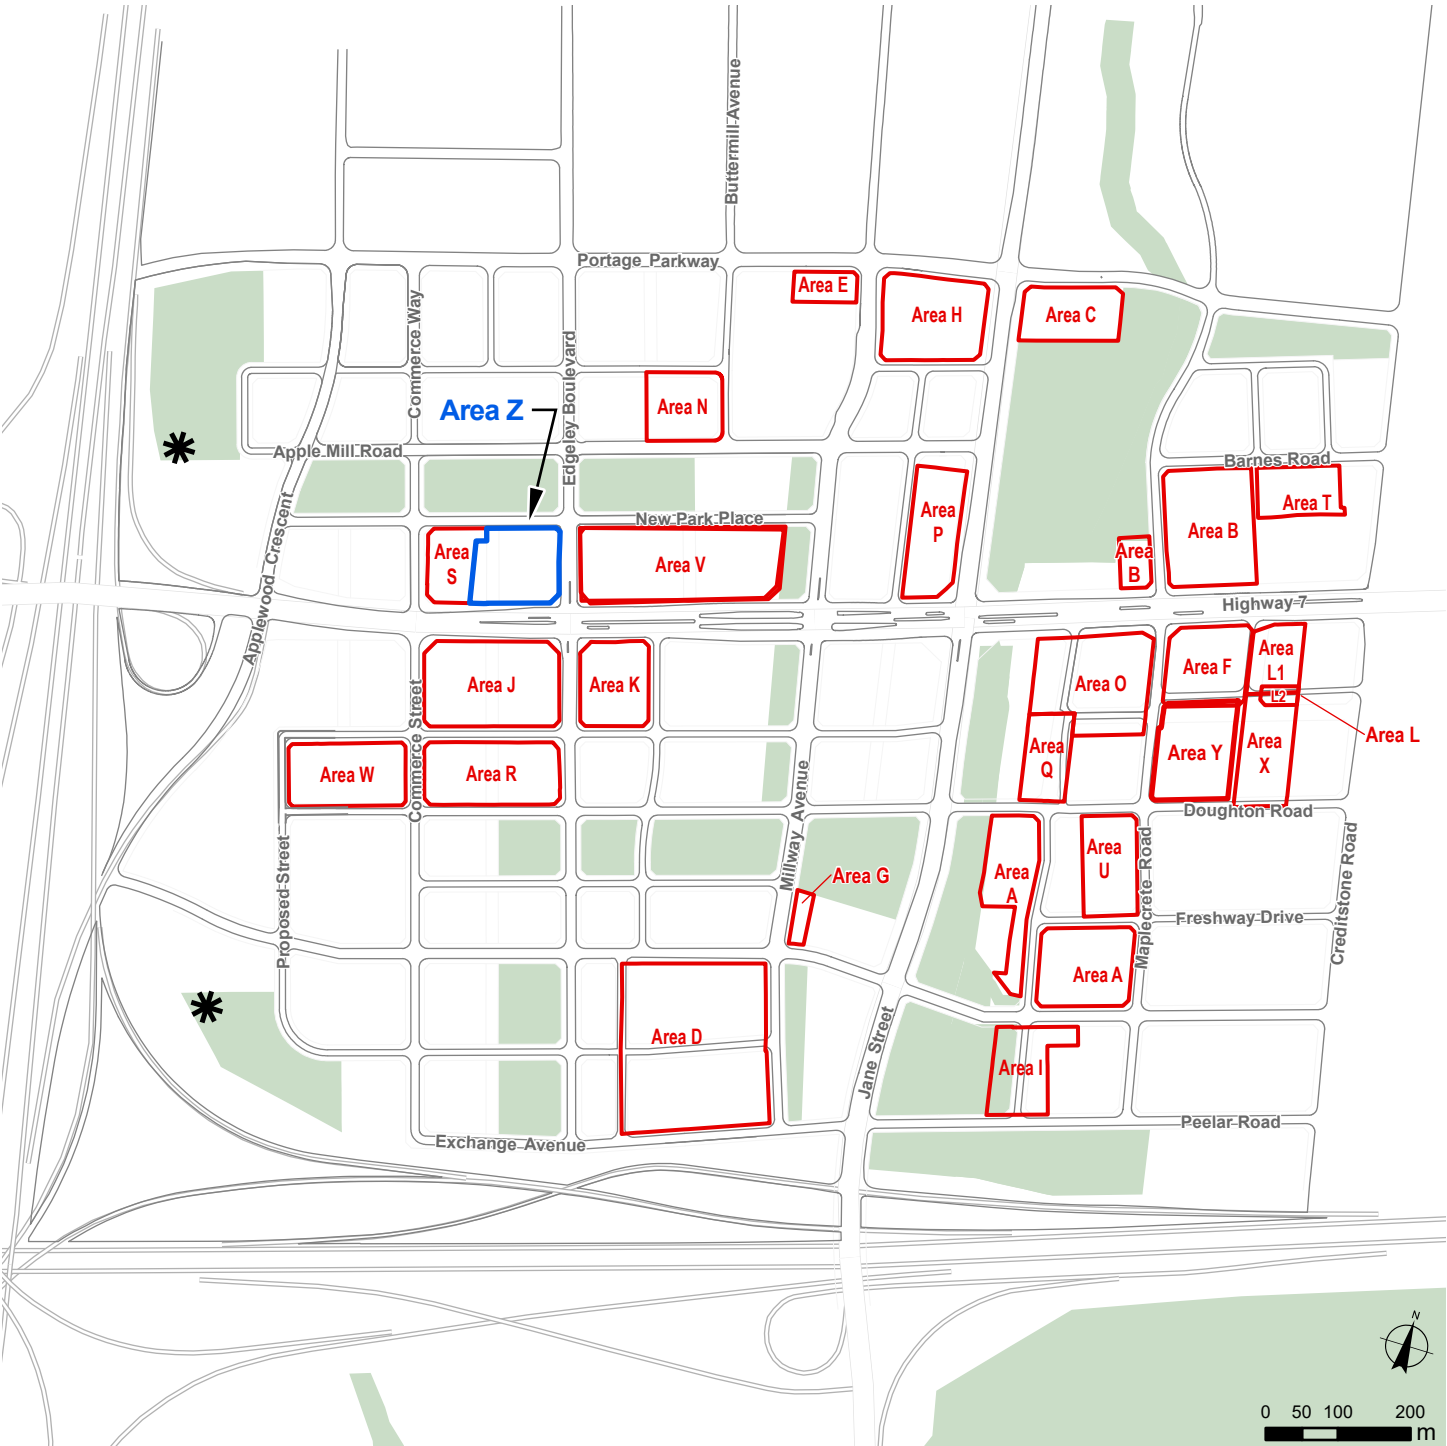 Buttermill Avenue
Portage Parkway
Area E
Area H
Area C
Commerce Way
Edgeley Boulevard
Area Z
Area N
Apple Mill Road
Barnes Road
Applewood Crescent
New Park Place
Area
P
Area B
Area T
Area
S
Area V
Area
B
Highway 7
Area J
Area K
Area O
Area F
Area
L1
L2
Area L
Commerce Street
Area W
Area R
Millway Avenue
Area
Q
Area Y
Area
X
Doughton Road
Proposed Street
Area G
Area
A
Area
U
Maplecrete Road
Creditstone Road
Freshway Drive
Area A
Area D
Jane Street
Area I
Peelar Road
Exchange Avenue
N
0 50 100 200
m